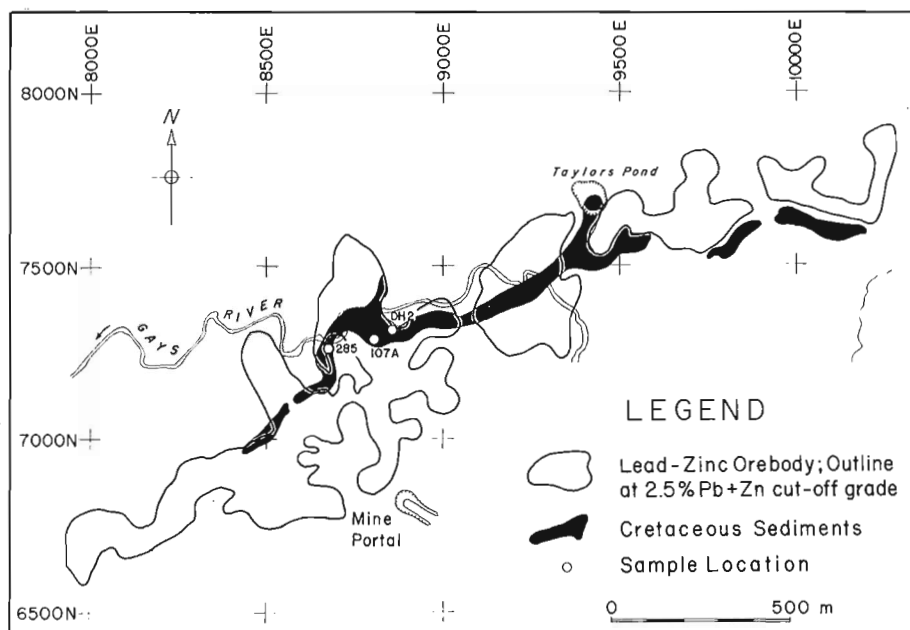 8000E
8500E
9000E
9500E
10000E
8000N
N
Taylors Pond
7500N
GAYS RIVER
DH2
285
107A
7000N
Mine
Portal
6500N
LEGEND
Lead-Zinc Orebody; Outline
at 2.5% Pb+Zn cut-off grade
Cretaceous Sediments
Sample Location
0 500 m